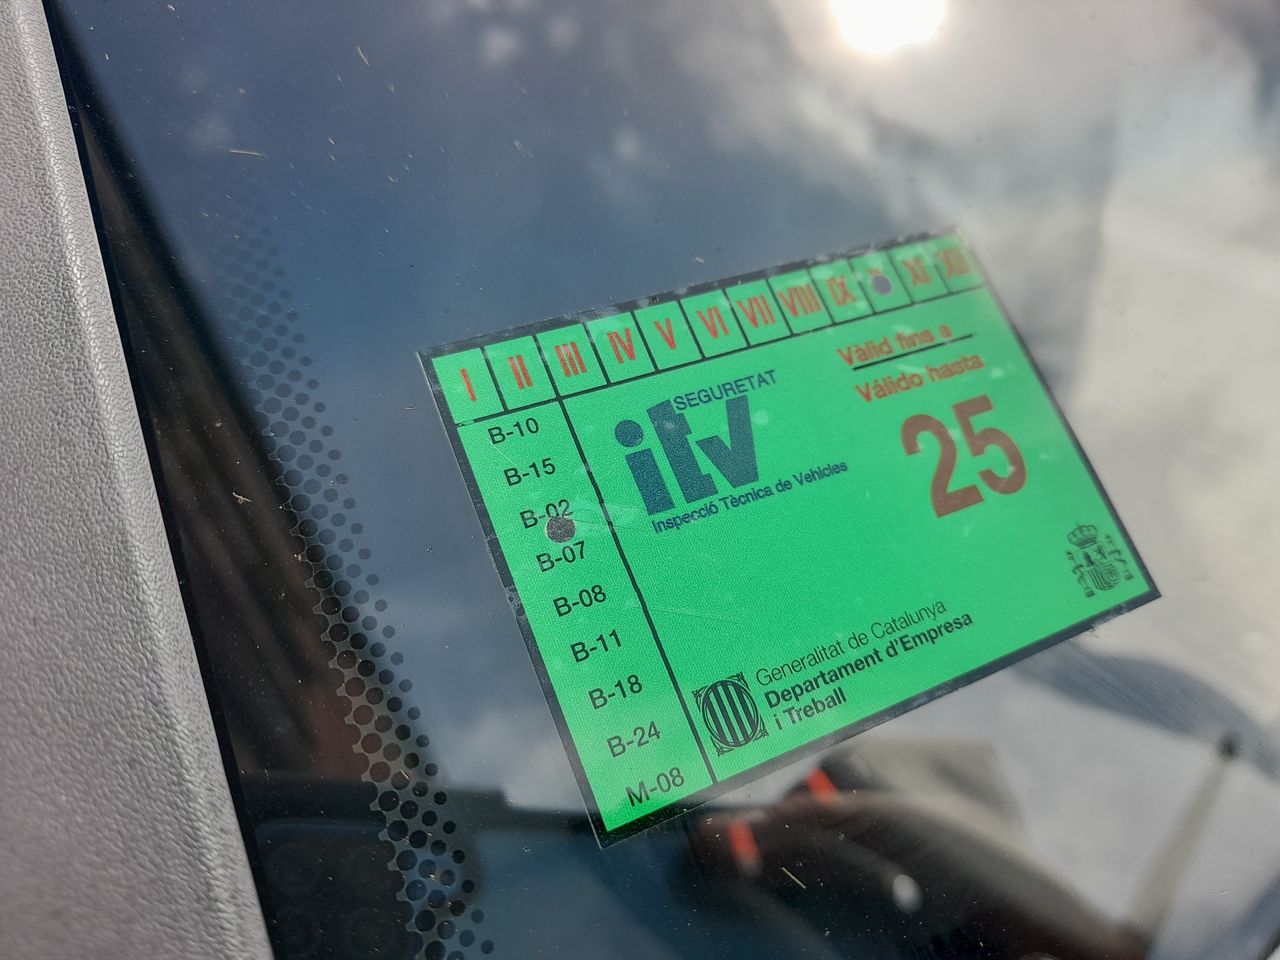 I II III IV V VI VII VIII IX X XI XII
B-10
B-15
B-02
B-07
B-08
B-11
B-18
B-24
M-08
SEGURETAT
itv
Inspecció Tècnica de Vehicles
Vàlid fins a
Válido hasta
25
Generalitat de Catalunya
Departament d'Empresa
i Treball